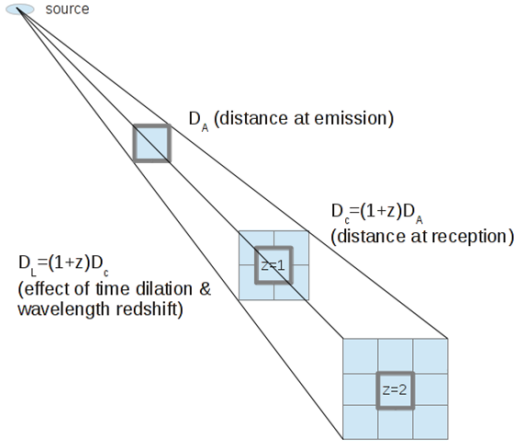 source
D_A (distance at emission)
D_c=(1+z)D_A
(distance at reception)
z=1
D_L=(1+z)D_c
(effect of time dilation &
wavelength redshift)
z=2